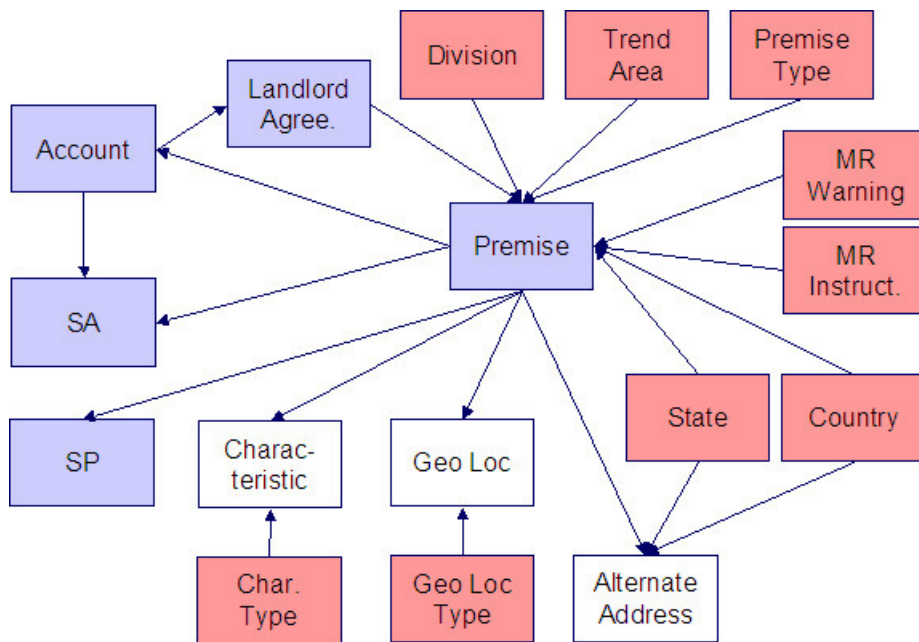 Division
Trend
Area
Premise
Type
Landlord
Agree.
Account
MR
Warning
Premise
MR
Instruct.
SA
State
Country
SP
Charac-
teristic
Geo Loc
Char.
Type
Geo Loc
Type
Alternate
Address